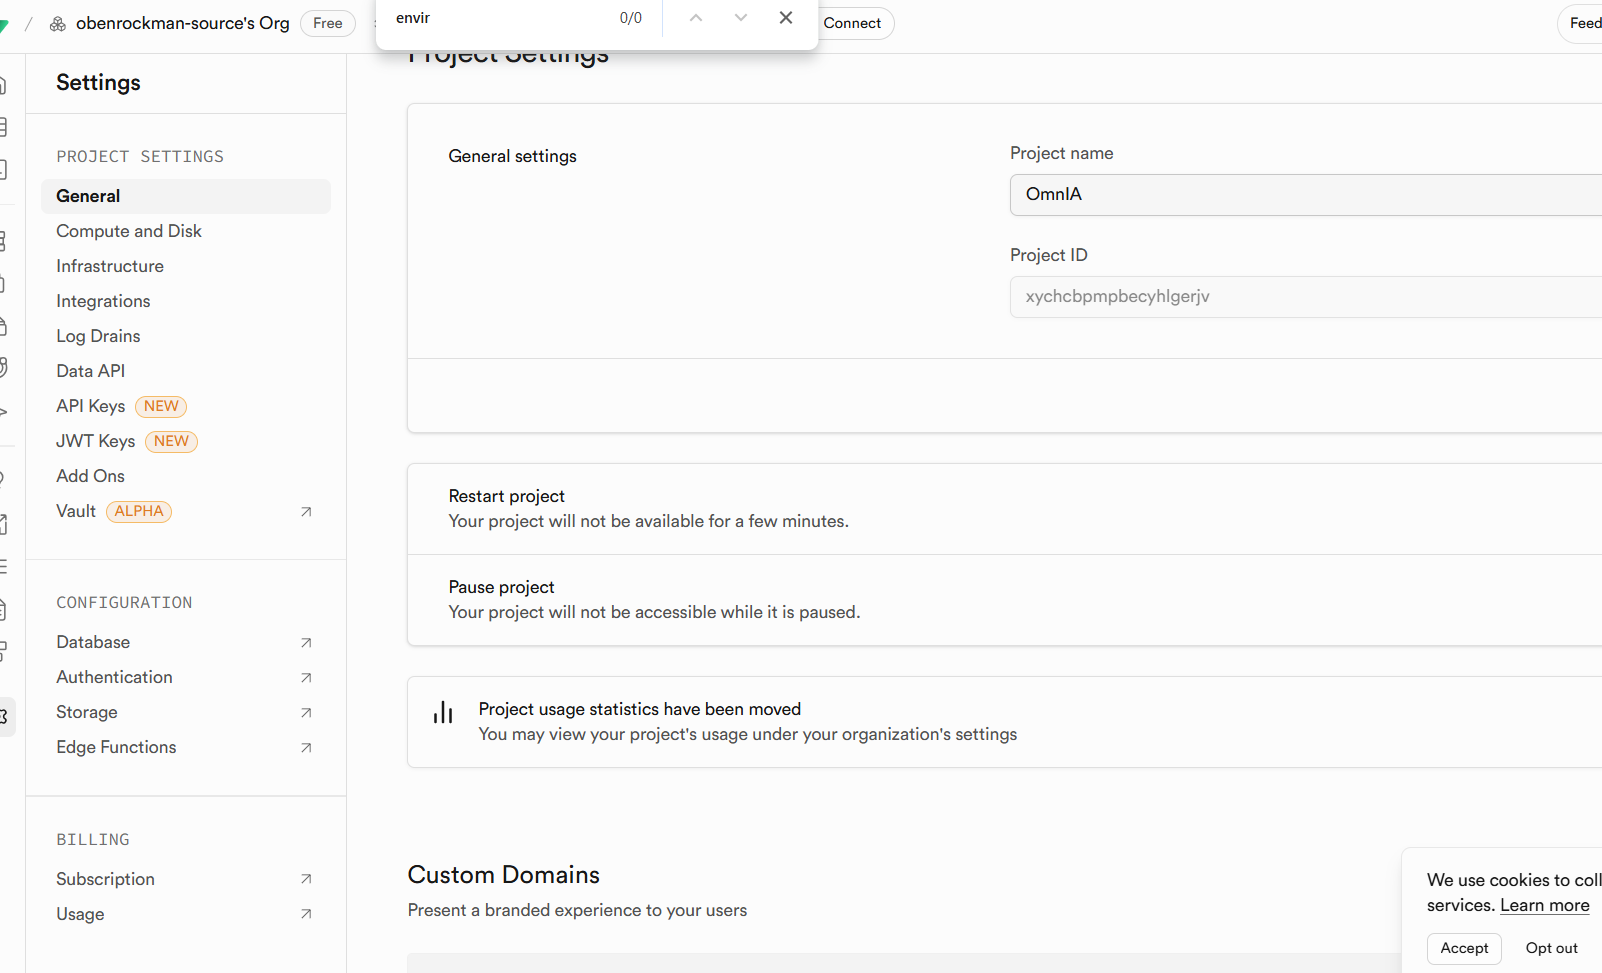 / obenrockman-source's Org Free
envir 0/0
Connect
Feed
Settings
PROJECT SETTINGS
General
Compute and Disk
Infrastructure
Integrations
Log Drains
Data API
API Keys NEW
JWT Keys NEW
Add Ons
Vault ALPHA
CONFIGURATION
Database
Authentication
Storage
Edge Functions
BILLING
Subscription
Usage
Project Settings
General settings
Project name
OmnIA
Project ID
xychcbpmpbecyhlgerjv
Restart project
Your project will not be available for a few minutes.
Pause project
Your project will not be accessible while it is paused.
Project usage statistics have been moved
You may view your project's usage under your organization's settings
Custom Domains
Present a branded experience to your users
We use cookies to coll
services. Learn more
Accept Opt out